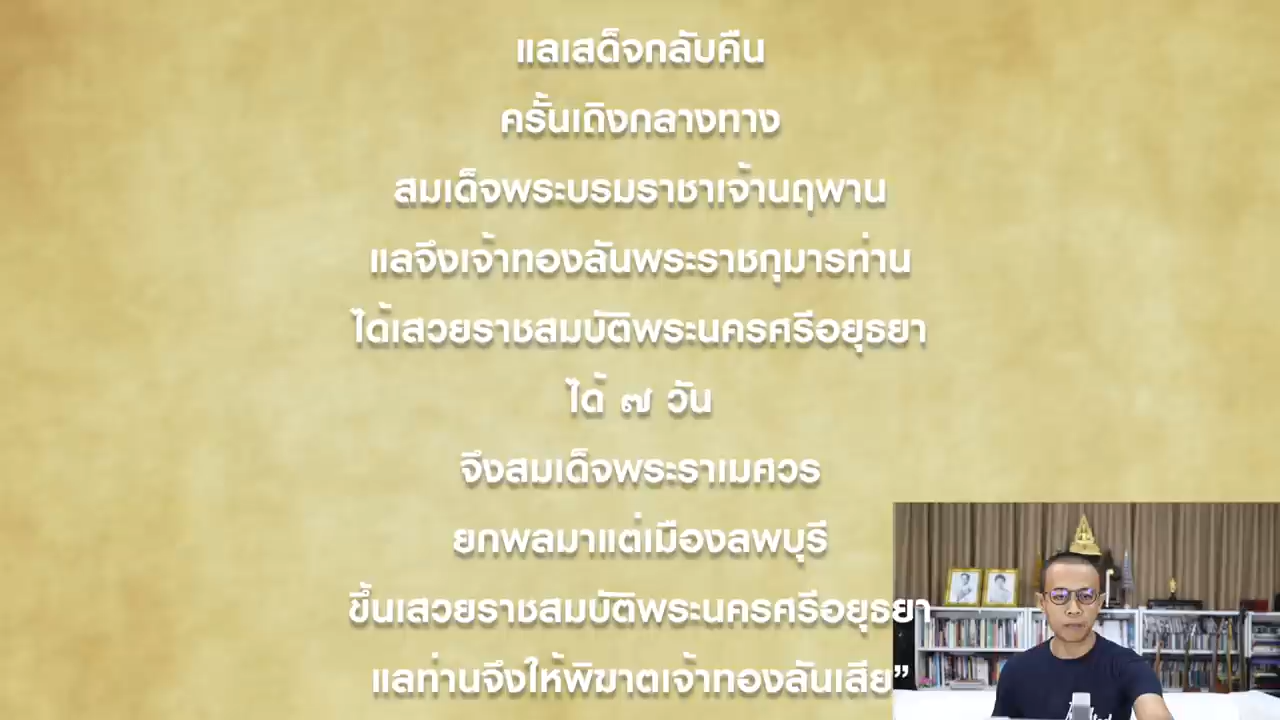 แลเสด็จกลับคืน
ครั้นเถิงกลางทาง
สมเด็จพระบรมราชาเจ้านฤพาน
แลจึงเจ้าทองลันพระราชกุมารท่าน
ได้เสวยราชสมบัติพระนครศรีอยุธยา
ได้ ๗ วัน
จึงสมเด็จพระราเมศวร
ยกพลมาแต่เมืองลพบุรี
ขึ้นเสวยราชสมบัติพระนครศรีอยุธยา
แลท่านจึงให้พิฆาตเจ้าทองลันเสีย”